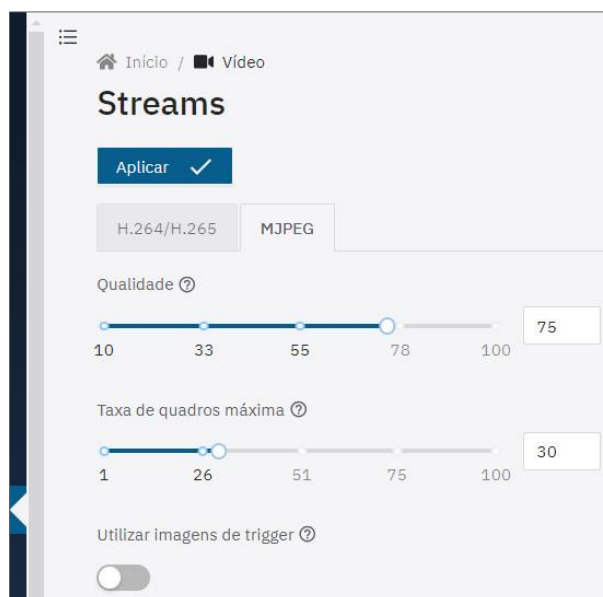 Início / Vídeo
Streams
Aplicar
H.264/H.265 MJPEG
Qualidade
75
10 33 55 78 100
Taxa de quadros máxima
30
1 26 51 75 100
Utilizar imagens de trigger